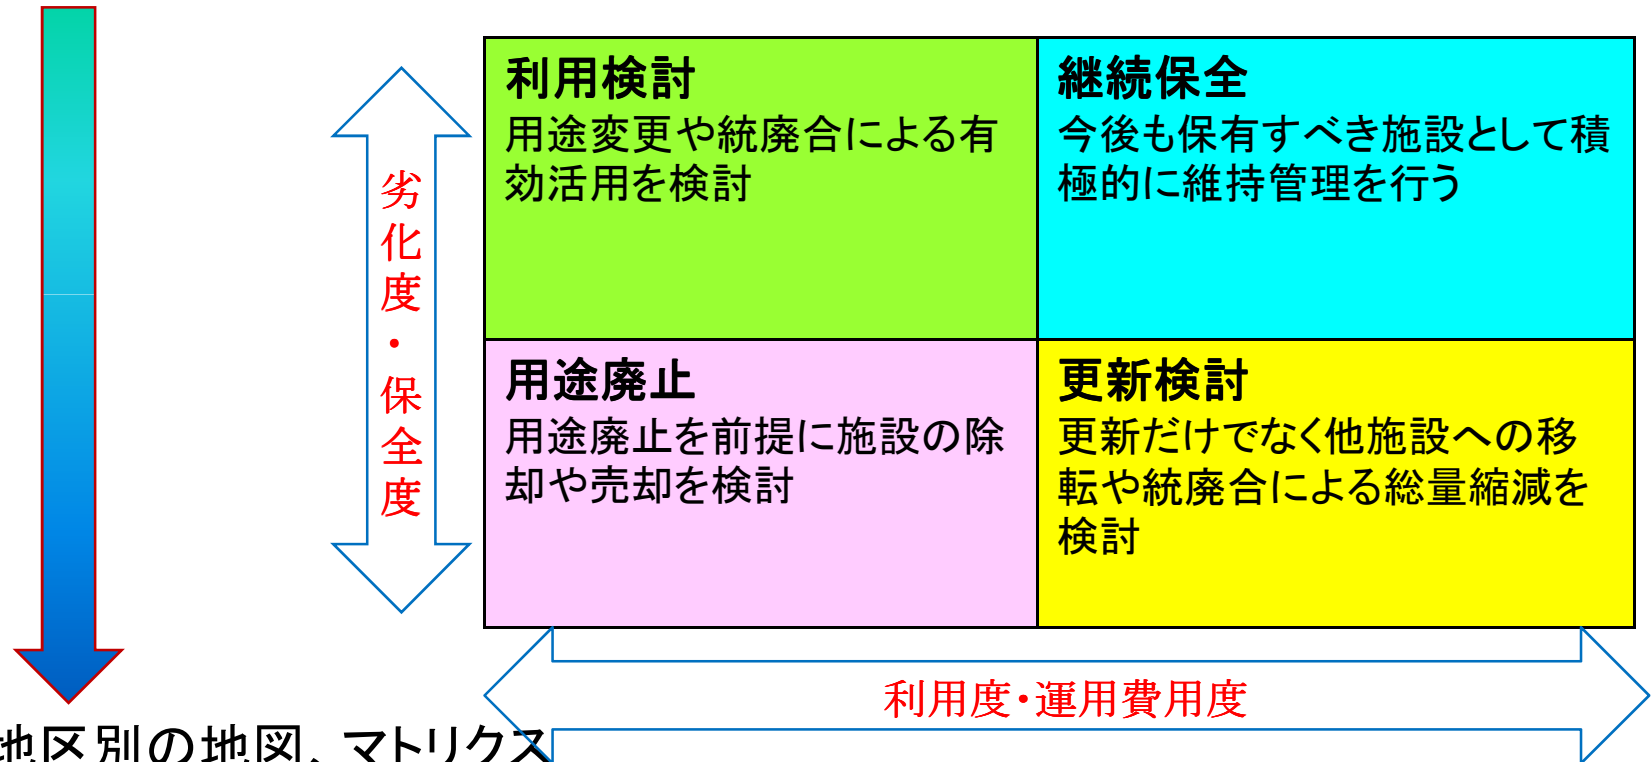 利用検討
用途変更や統廃合による有
効活用を検討
継続保全
今後も保有すべき施設として積
極的に維持管理を行う
劣化度・保全度
用途廃止
用途廃止を前提に施設の除
却や売却を検討
更新検討
更新だけでなく他施設への移
転や統廃合による総量縮減を
検討
利用度・運用費用度
地区別の地図、マトリクス